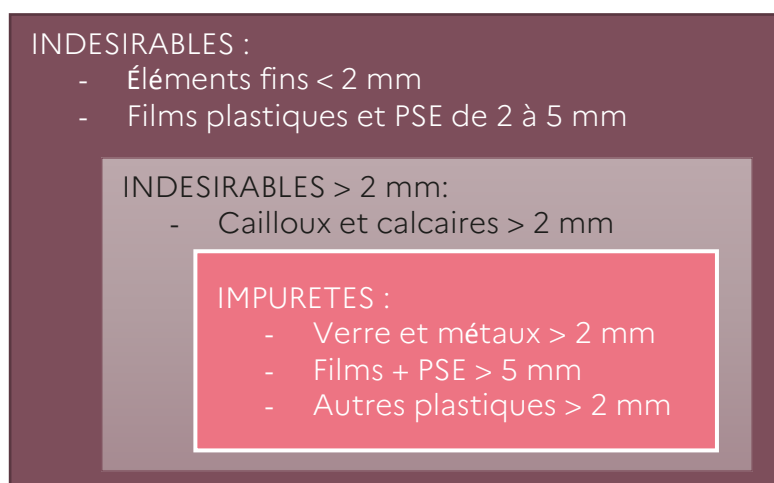 INDESIRABLES :
- Éléments fins < 2 mm
- Films plastiques et PSE de 2 à 5 mm
INDESIRABLES > 2 mm:
- Cailloux et calcaires > 2 mm
IMPURETES :
- Verre et métaux > 2 mm
- Films + PSE > 5 mm
- Autres plastiques > 2 mm